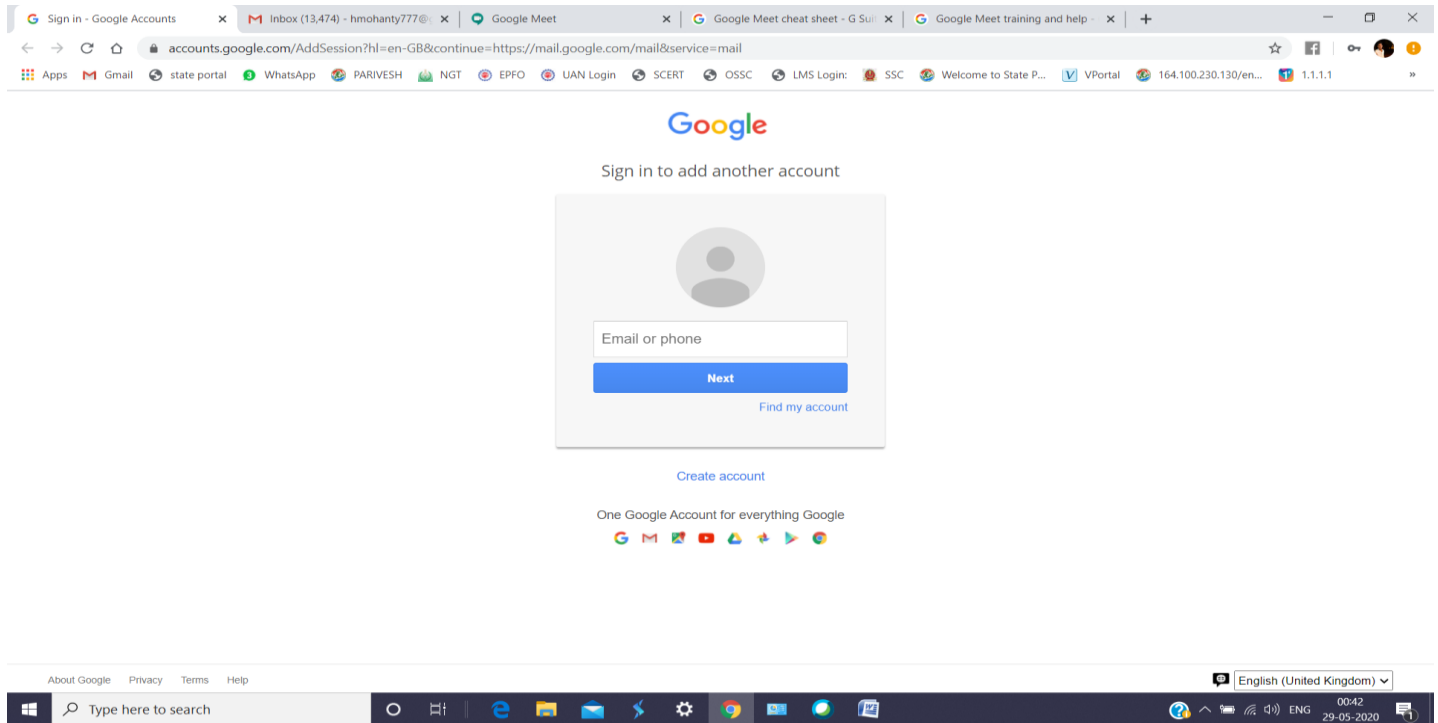 Sign in - Google Accounts
Inbox (13,474) - hmohanty777@
Google Meet
Google Meet cheat sheet - G Sui
Google Meet training and help -
accounts.google.com/AddSession?hl=en-GB&continue=https://mail.google.com/mail&service=mail
Apps Gmail state portal WhatsApp PARIVESH NGT EPFO UAN Login SCERT OSSC LMS Login: SSC Welcome to State P... VPortal 164.100.230.130/en... 1.1.1.1 »
Google
Sign in to add another account
Email or phone
Next
Find my account
Create account
One Google Account for everything Google
About Google Privacy Terms Help
English (United Kingdom)
Type here to search
ENG
00:42
29-05-2020